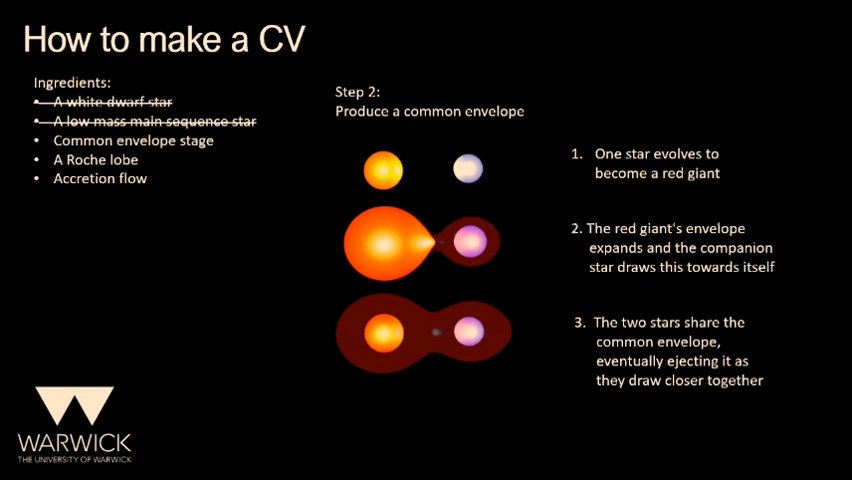 How to make a CV
Ingredients:
• A white dwarf star
• A low mass main sequence star
• Common envelope stage
• A Roche lobe
• Accretion flow
Step 2:
Produce a common envelope
1. One star evolves to
become a red giant
2. The red giant's envelope
expands and the companion
star draws this towards itself
3. The two stars share the
common envelope,
eventually ejecting it as
they draw closer together
WARWICK
THE UNIVERSITY OF WARWICK